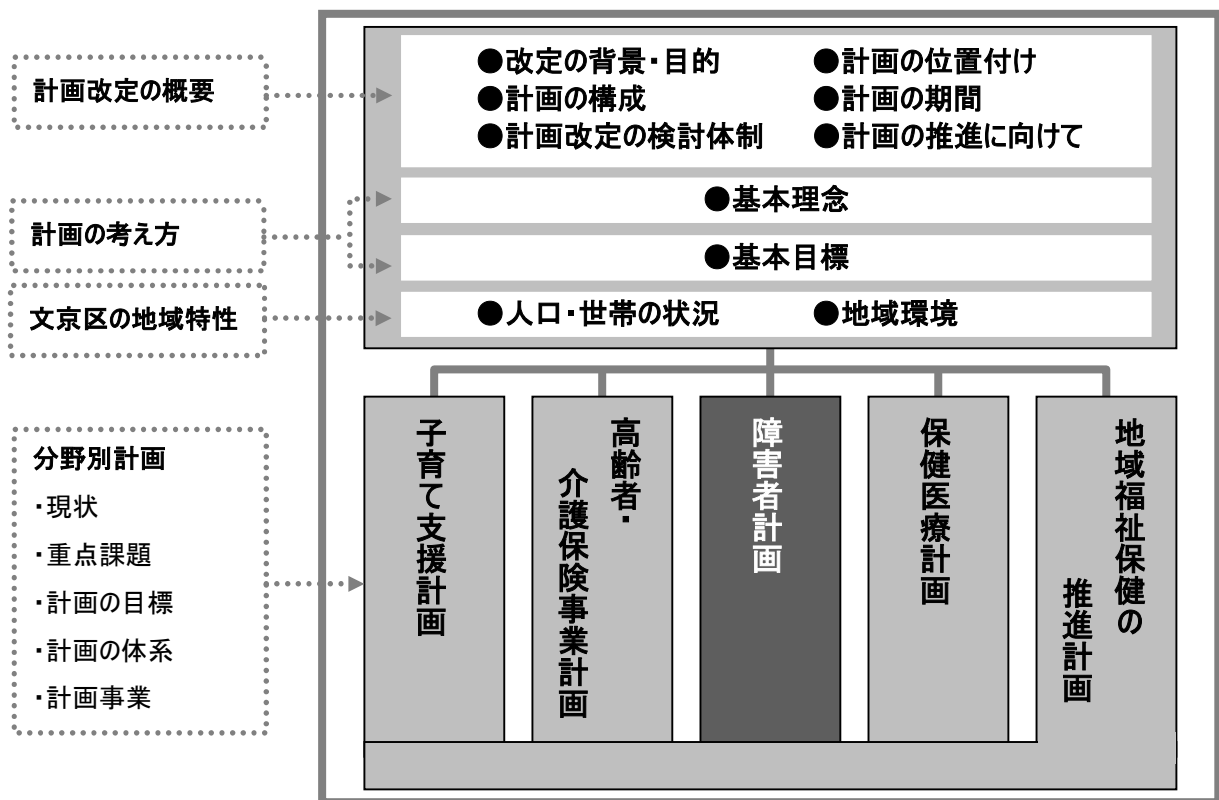 計画改定の概要
●改定の背景・目的
●計画の位置付け
●計画の構成
●計画の期間
●計画改定の検討体制
●計画の推進に向けて
計画の考え方
●基本理念
●基本目標
文京区の地域特性
●人口・世帯の状況
●地域環境
分野別計画
・現状
・重点課題
・計画の目標
・計画の体系
・計画事業
子育て支援計画
高齢者・
介護保険事業計画
障害者計画
保健医療計画
地域福祉保健の
推進計画